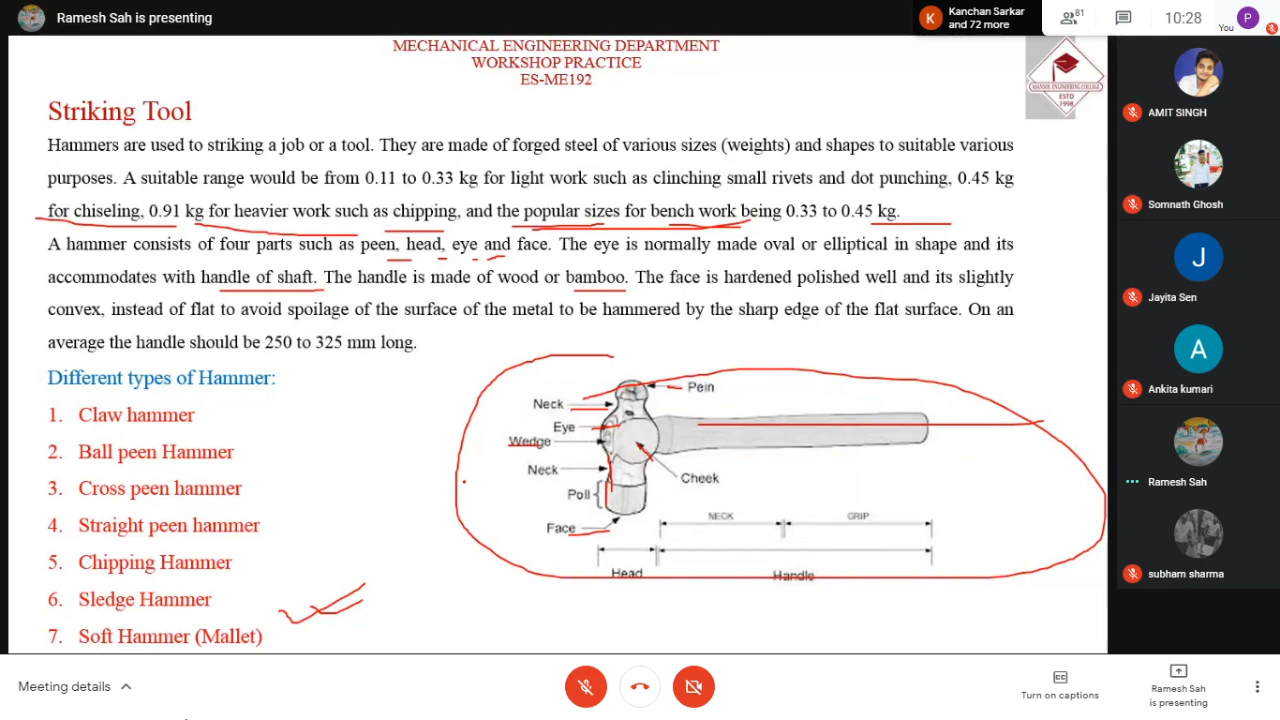 Ramesh Sah is presenting
K
Kanchan Sarkar
and 72 more
81
10:28
You
P
MECHANICAL ENGINEERING DEPARTMENT
WORKSHOP PRACTICE
ES-ME192
ASANSOL ENGINEERING COLLEGE
ESTD
1998
Striking Tool
Hammers are used to striking a job or a tool. They are made of forged steel of various sizes (weights) and shapes to suitable various
purposes. A suitable range would be from 0.11 to 0.33 kg for light work such as clinching small rivets and dot punching, 0.45 kg
for chiseling, 0.91 kg for heavier work such as chipping, and the popular sizes for bench work being 0.33 to 0.45 kg.
A hammer consists of four parts such as peen, head, eye and face. The eye is normally made oval or elliptical in shape and its
accommodates with handle of shaft. The handle is made of wood or bamboo. The face is hardened polished well and its slightly
convex, instead of flat to avoid spoilage of the surface of the metal to be hammered by the sharp edge of the flat surface. On an
average the handle should be 250 to 325 mm long.
Different types of Hammer:
1. Claw hammer
2. Ball peen Hammer
3. Cross peen hammer
4. Straight peen hammer
5. Chipping Hammer
6. Sledge Hammer
7. Soft Hammer (Mallet)
Pein
Neck
Eye
Wedge
Neck
Cheek
Poll
Face
NECK
GRIP
Head
Handle
AMIT SINGH
Somnath Ghosh
J
Jayita Sen
A
Ankita kumari
Ramesh Sah
subham sharma
Meeting details
CC
Turn on captions
Ramesh Sah
is presenting